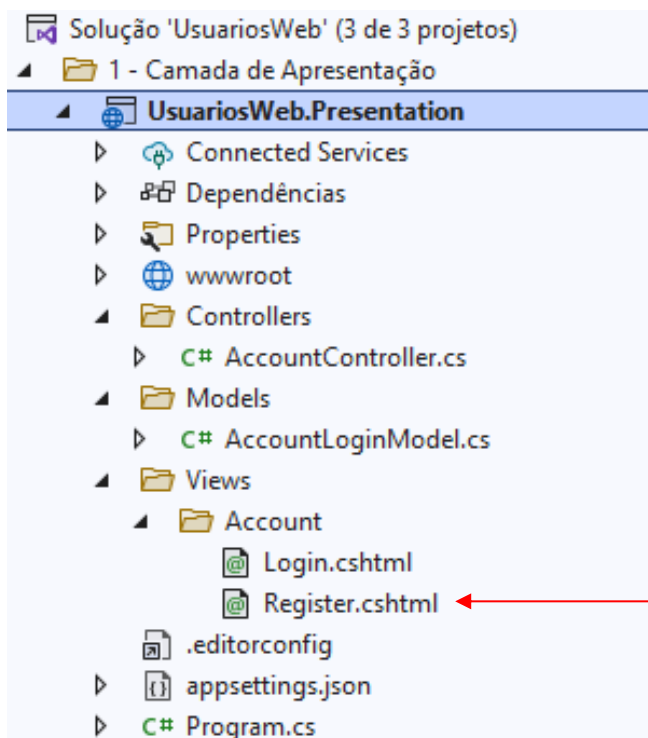 Solução 'UsuariosWeb' (3 de 3 projetos)
1 - Camada de Apresentação
UsuariosWeb.Presentation
Connected Services
Dependências
Properties
wwwroot
Controllers
C# AccountController.cs
Models
C# AccountLoginModel.cs
Views
Account
Login.cshtml
Register.cshtml
.editorconfig
appsettings.json
C# Program.cs